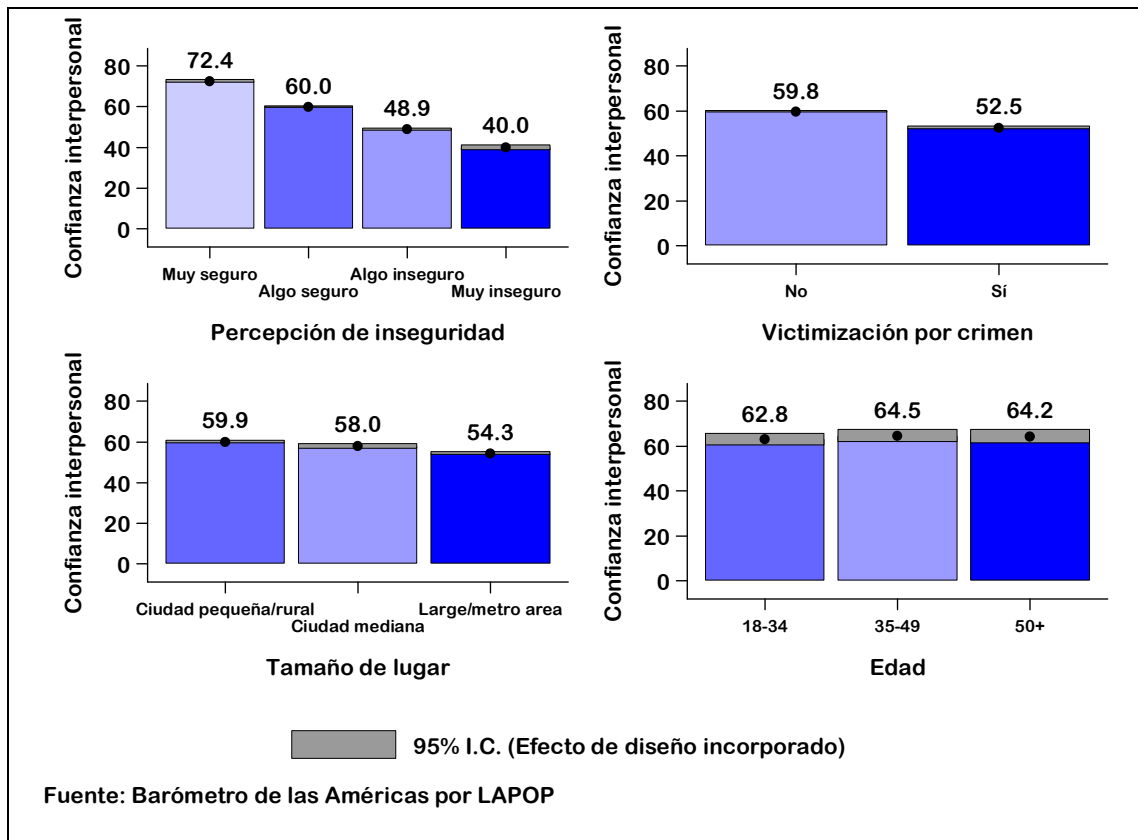 Confianza interpersonal
80
60
40
20
0
72.4
60.0
48.9
40.0
Muy seguro
Algo seguro
Algo inseguro
Muy inseguro
Percepción de inseguridad
Confianza interpersonal
80
60
40
20
0
59.8
52.5
No
Sí
Victimización por crimen
Confianza interpersonal
80
60
40
20
0
59.9
58.0
54.3
Ciudad pequeña/rural
Ciudad mediana
Large/metro area
Tamaño de lugar
Confianza interpersonal
80
60
40
20
0
62.8
64.5
64.2
18-34
35-49
50+
Edad
95% I.C. (Efecto de diseño incorporado)
Fuente: Barómetro de las Américas por LAPOP